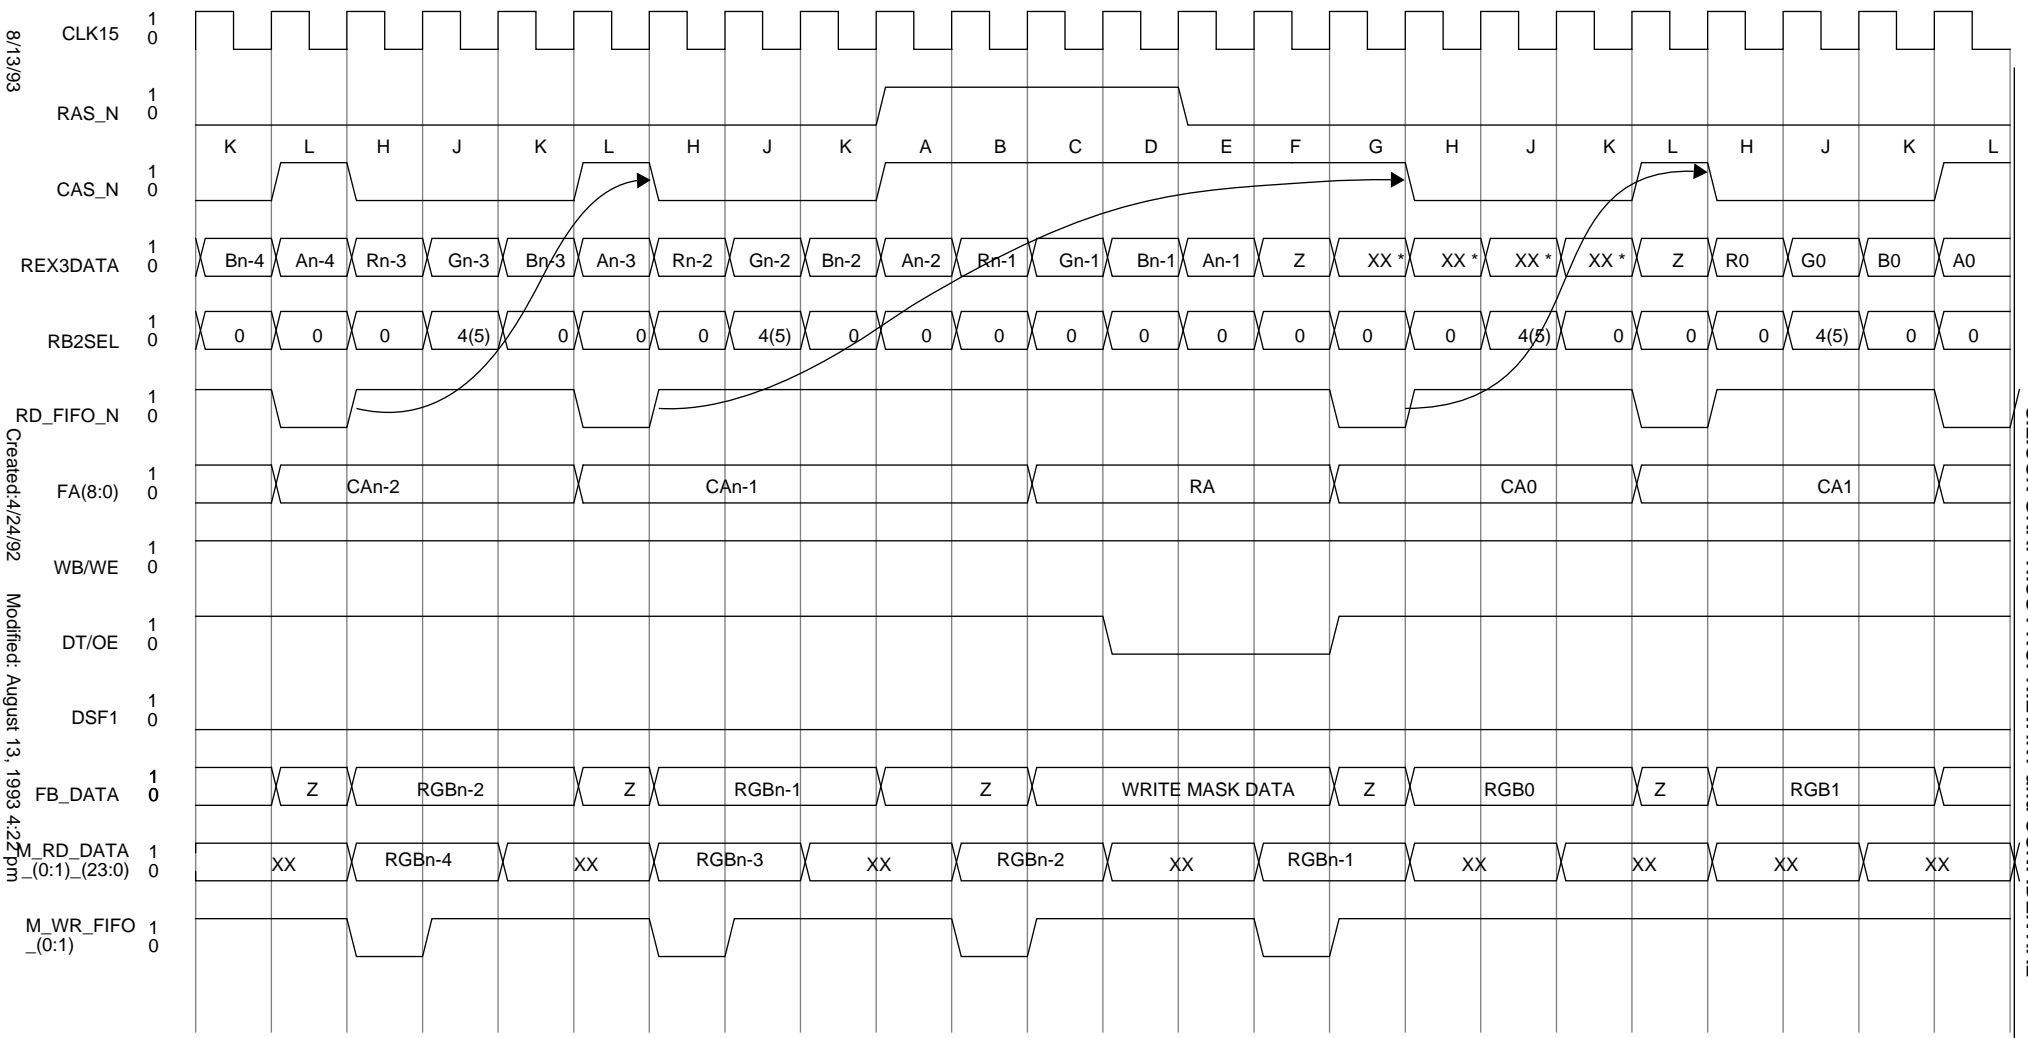 CLK15 1 0
RAS_N 1 0
K L H J K L H J K A B C D E F G H J K L H J K L
CAS_N 1 0
REX3DATA 1 0 Bn-4 An-4 Rn-3 Gn-3 Bn-3 An-3 Rn-2 Gn-2 Bn-2 An-2 Rn-1 Gn-1 Bn-1 An-1 Z XX * XX * XX * XX * Z R0 G0 B0 A0
RB2SEL 1 0 0 0 0 4(5) 0 0 0 4(5) 0 0 0 0 0 0 0 0 0 4(5) 0 0 0 4(5) 0 0
RD_FIFO_N 1 0
FA(8:0) 1 0 CAn-2 CAn-1 RA CA0 CA1
WB/WE 1 0
DT/OE 1 0
DSF1 1 0
FB_DATA 1 0 Z RGBn-2 Z RGBn-1 Z WRITE MASK DATA Z RGB0 Z RGB1
M_RD_DATA
_(0:1)_(23:0) 1 0 XX RGBn-4 XX RGBn-3 XX RGBn-2 XX RGBn-1 XX XX XX XX
M_WR_FIFO
_(0:1) 1 0
8/13/93
Created:4/24/92 Modified: August 13, 1993 4:22 pm